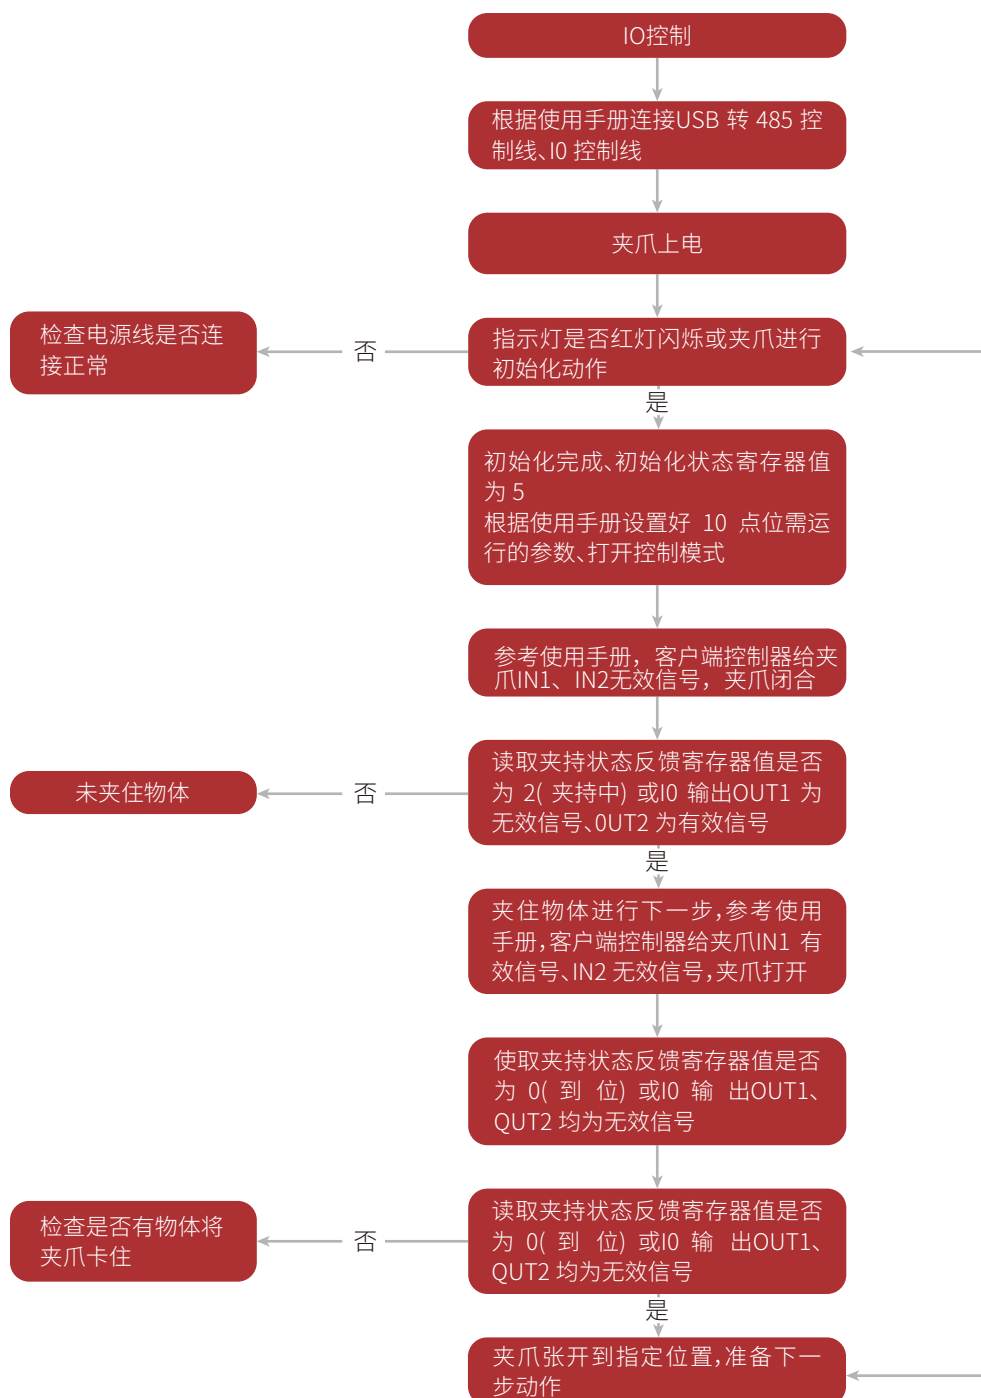 IO控制
根据使用手册连接USB 转 485 控
制线、I0 控制线
夹爪上电
检查电源线是否连
接正常
否
指示灯是否红灯闪烁或夹爪进行
初始化动作
是
初始化完成、初始化状态寄存器值
为 5
根据使用手册设置好 10 点位需运
行的参数、打开控制模式
参考使用手册，客户端控制器给夹
爪IN1、IN2无效信号，夹爪闭合
未夹住物体
否
读取夹持状态反馈寄存器值是否
为 2( 夹持中) 或I0 输出OUT1 为
无效信号、0UT2 为有效信号
是
夹住物体进行下一步,参考使用
手册,客户端控制器给夹爪IN1 有
效信号、IN2 无效信号,夹爪打开
使取夹持状态反馈寄存器值是否
为 0( 到 位) 或I0 输 出OUT1、
QUT2 均为无效信号
检查是否有物体将
夹爪卡住
否
读取夹持状态反馈寄存器值是否
为 0( 到 位) 或I0 输 出OUT1、
QUT2 均为无效信号
是
夹爪张开到指定位置,准备下一
步动作